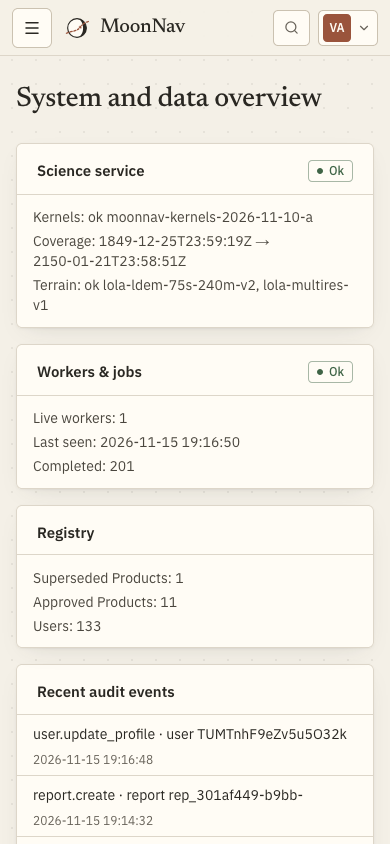 MoonNav
VA
System and data overview
Science service
Ok
Kernels: ok moonnav-kernels-2026-11-10-a
Coverage: 1849-12-25T23:59:19Z →
2150-01-21T23:58:51Z
Terrain: ok lola-ldem-75s-240m-v2, lola-multires-
v1
Workers & jobs
Ok
Live workers: 1
Last seen: 2026-11-15 19:16:50
Completed: 201
Registry
Superseded Products: 1
Approved Products: 11
Users: 133
Recent audit events
user.update_profile · user TUMTnhF9eZv5u5O32k
2026-11-15 19:16:48
report.create · report rep_301af449-b9bb-
2026-11-15 19:14:32